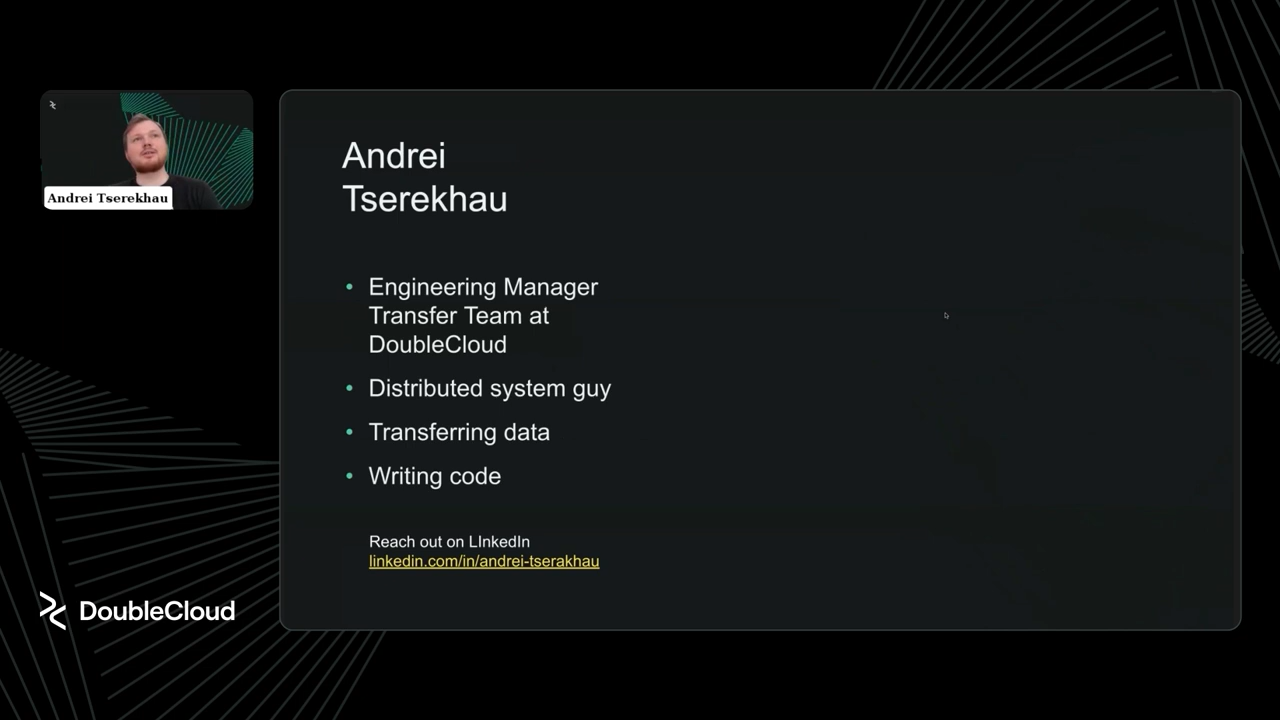 Andrei Tserekhau
Andrei
Tserekhau
• Engineering Manager
Transfer Team at
DoubleCloud
• Distributed system guy
• Transferring data
• Writing code
Reach out on LInkedIn
linkedin.com/in/andrei-tserakhau
DoubleCloud